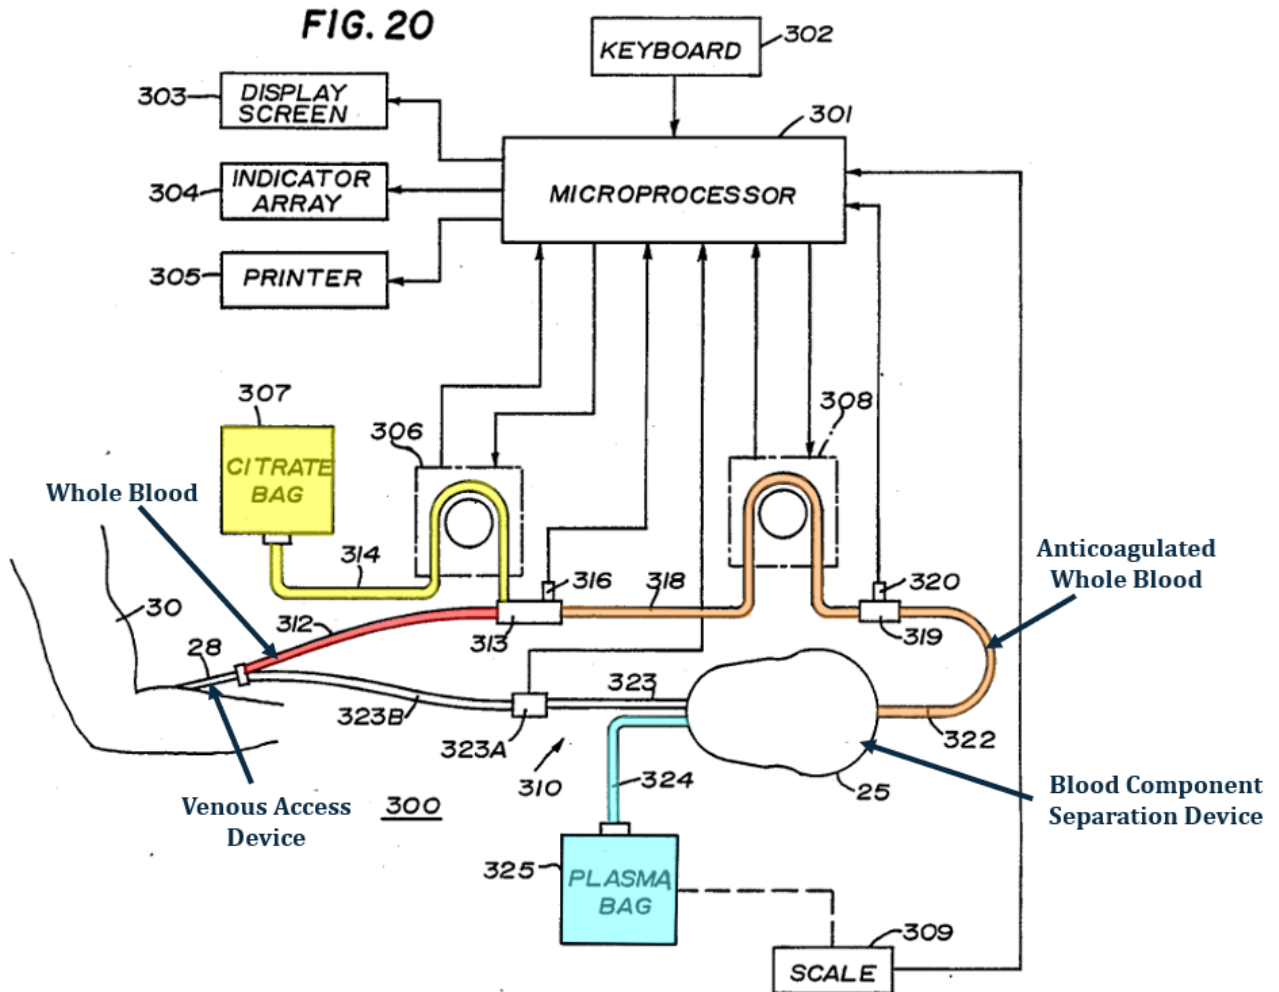 FIG. 20
KEYBOARD
302
303
DISPLAY
SCREEN
301
304
INDICATOR
ARRAY
MICROPROCESSOR
305
PRINTER
307
306
308
CITRATE
BAG
Whole Blood
314
316
318
320
Anticoagulated
Whole Blood
30
312
313
319
28
323
323B
323A
322
310
324
25
Venous Access
Device
300
Blood Component
Separation Device
325
PLASMA
BAG
309
SCALE